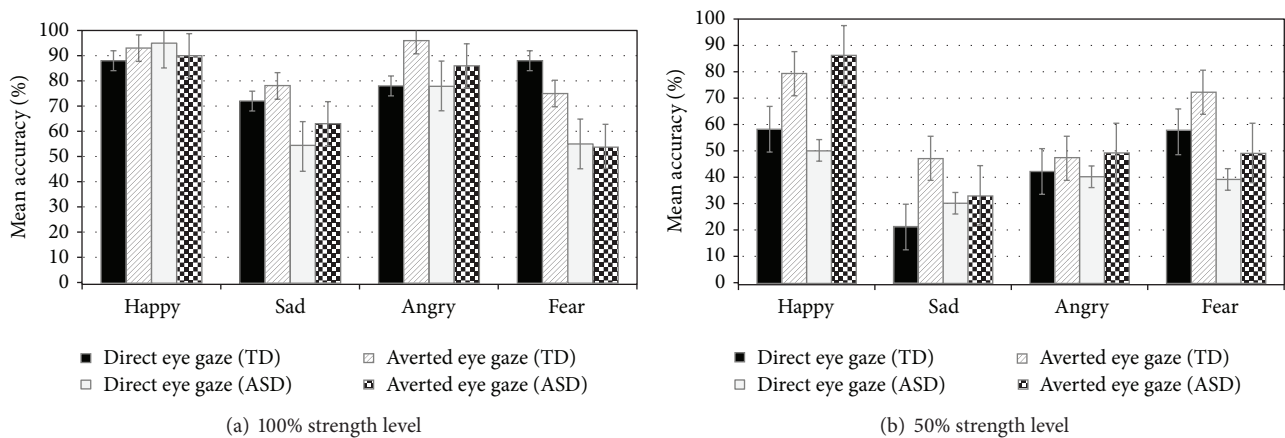 100
90
80
70
60
50
40
30
20
10
0
Mean accuracy (%)
Happy Sad Angry Fear
Direct eye gaze (TD) Averted eye gaze (TD)
Direct eye gaze (ASD) Averted eye gaze (ASD)
(a) 100% strength level
100
90
80
70
60
50
40
30
20
10
0
Mean accuracy (%)
Happy Sad Angry Fear
Direct eye gaze (TD) Averted eye gaze (TD)
Direct eye gaze (ASD) Averted eye gaze (ASD)
(b) 50% strength level